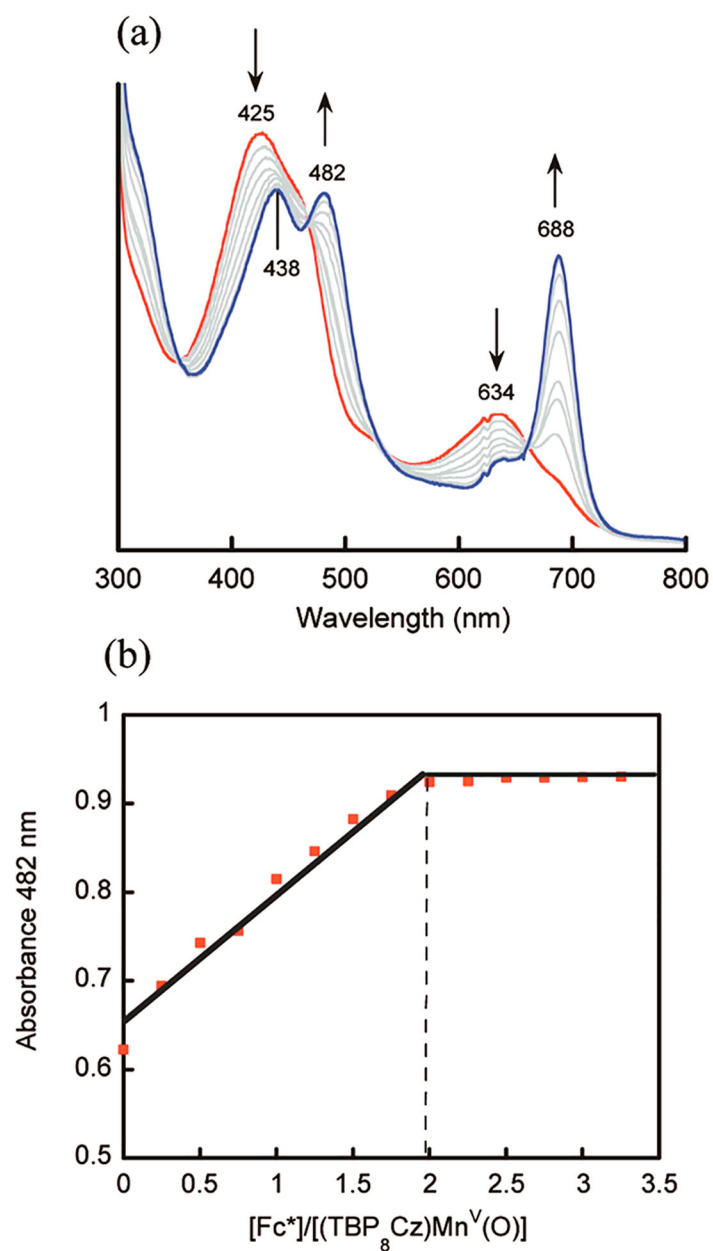 (a)
425
482
688
438
634
300 400 500 600 700 800
Wavelength (nm)
(b)
1
0.9
0.8
0.7
0.6
0.5
Absorbance 482 nm
0 0.5 1 1.5 2 2.5 3 3.5
[Fc*]/[(TBP₈Cz)Mnⱽ(O)]